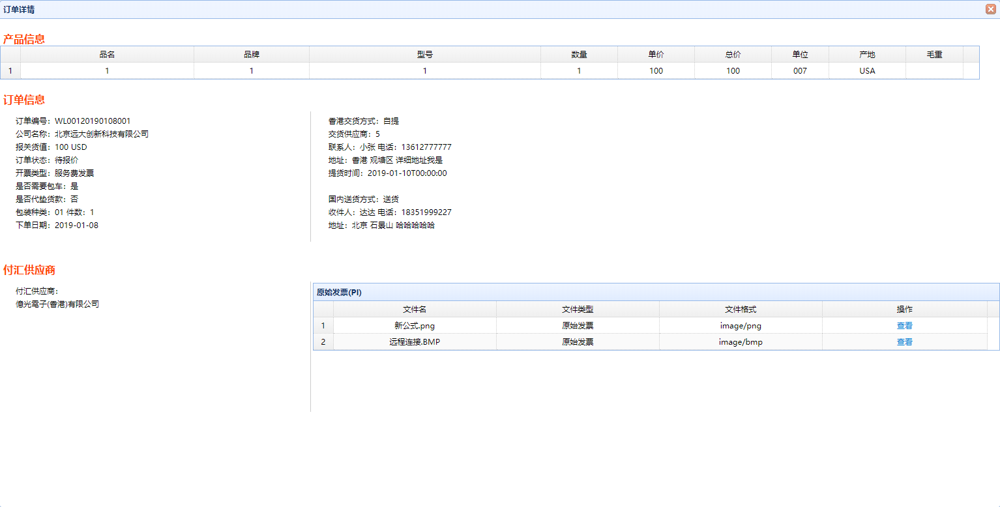 订单详情
产品信息
品名 品牌 型号 数量 单价 总价 单位 产地 毛重
1 1 1 1 1 100 100 007 USA
订单信息
订单编号：WL00120190108001
公司名称：北京远大创新科技有限公司
报关货值：100 USD
订单状态：待报价
开票类型：服务费发票
是否需要包车：是
是否代垫货款：否
包装种类：01 件数：1
下单日期：2019-01-08
香港交货方式：自提
交货供应商：5
联系人：小张 电话：13612777777
地址：香港 观塘区 详细地址我是
提货时间：2019-01-10T00:00:00
国内送货方式：送货
收件人：达达 电话：18351999227
地址：北京 石景山 哈哈哈哈哈
付汇供应商
付汇供应商：
億光電子(香港)有限公司
原始发票(PI)
文件名 文件类型 文件格式 操作
1 新公式.png 原始发票 image/png 查看
2 远程连接.BMP 原始发票 image/bmp 查看